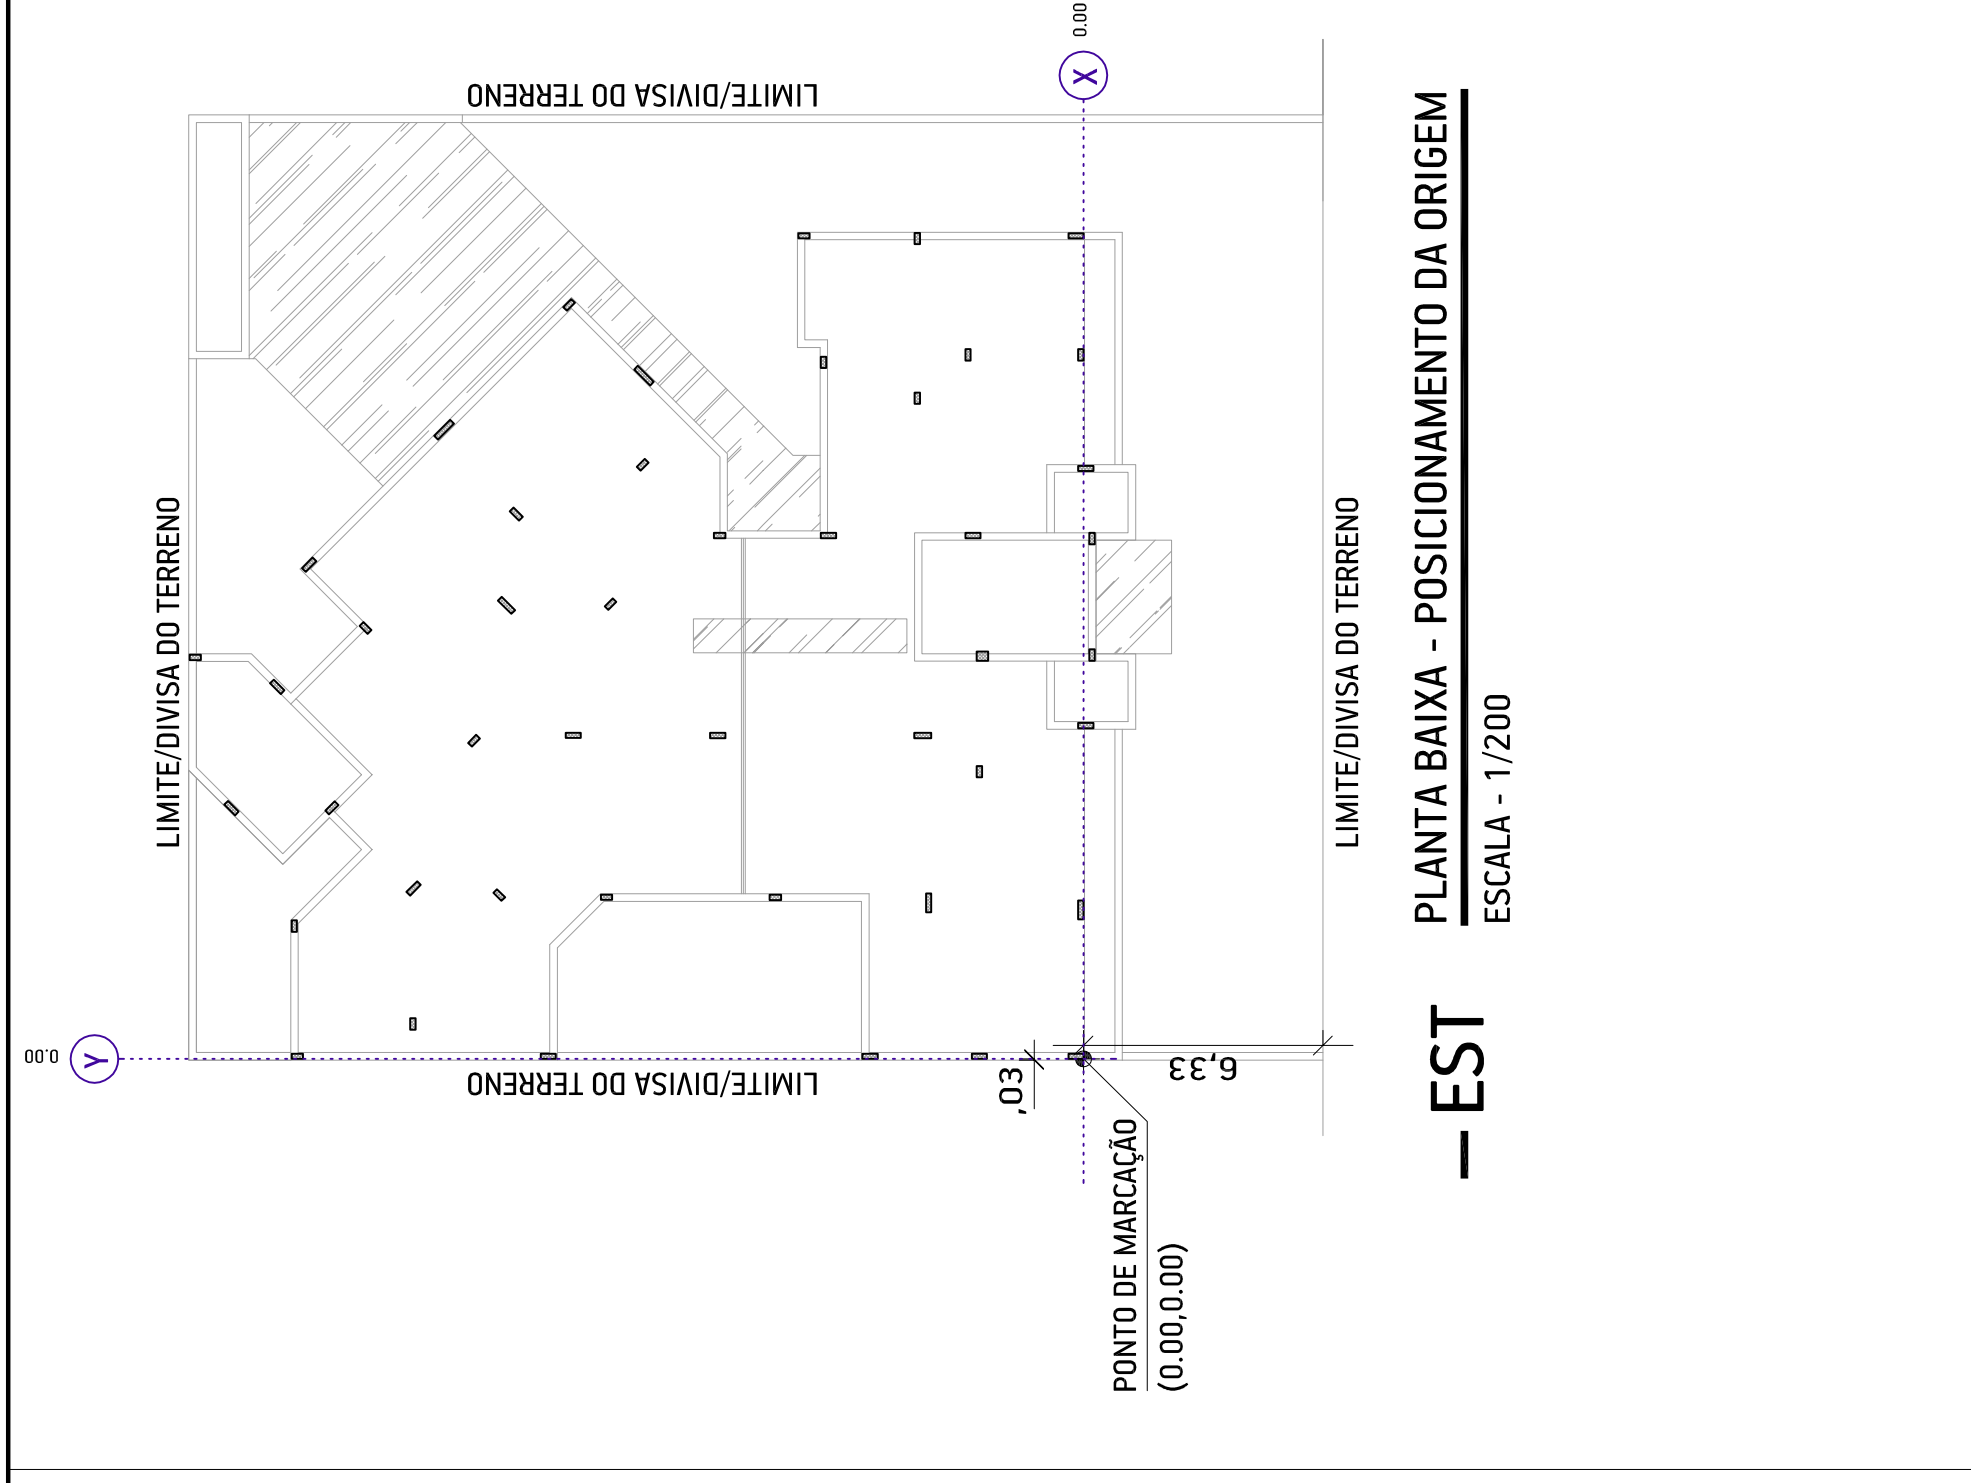 LIMITE/DIVISA DO TERRENO
LIMITE/DIVISA DO TERRENO
LIMITE/DIVISA DO TERRENO
LIMITE/DIVISA DO TERRENO
Y
0.00
X
0.00
,03
6,33
PONTO DE MARCAÇÃO
(0.00,0.00)
EST
PLANTA BAIXA - POSICIONAMENTO DA ORIGEM
ESCALA - 1/200